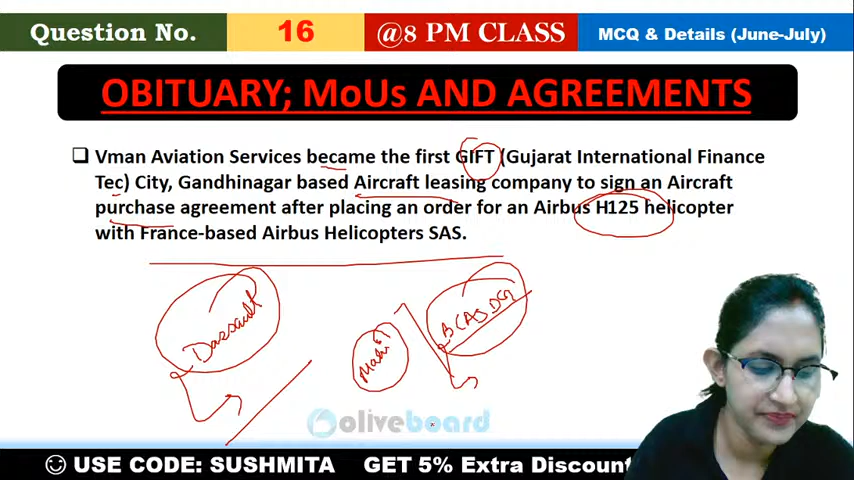 Question No. 16 @8 PM CLASS MCQ & Details (June-July)
OBITUARY; MoUs AND AGREEMENTS
Vman Aviation Services became the first GIFT (Gujarat International Finance
Tec) City, Gandhinagar based Aircraft leasing company to sign an Aircraft
purchase agreement after placing an order for an Airbus H125 helicopter
with France-based Airbus Helicopters SAS.
Dassault
oliveboard
USE CODE: SUSHMITA GET 5% Extra Discount